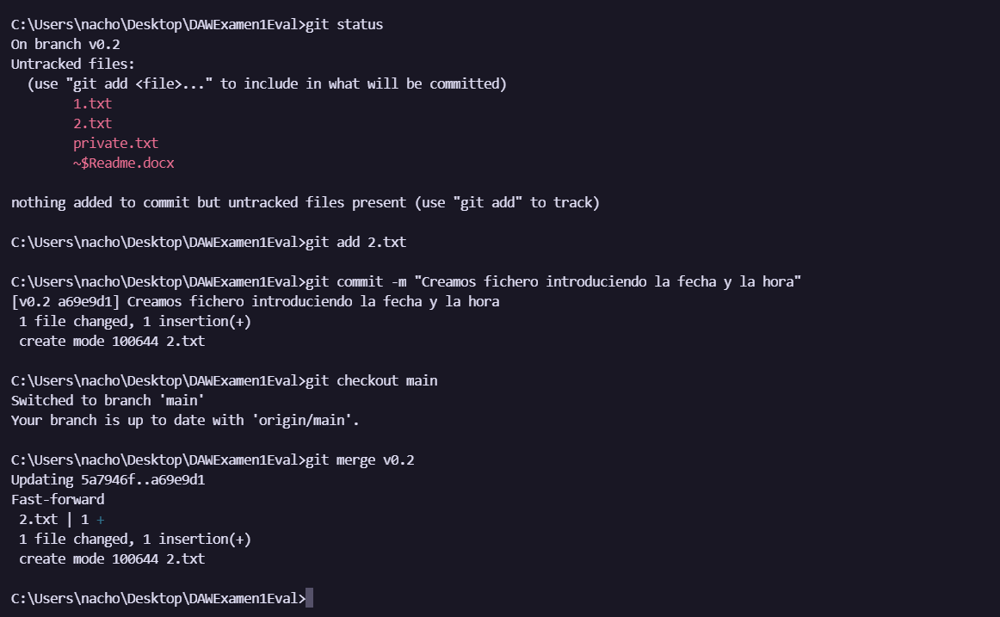 C:\Users\nacho\Desktop\DAWExamen1Eval>git status
On branch v0.2
Untracked files:
  (use "git add <file>..." to include in what will be committed)
        1.txt
        2.txt
        private.txt
        ~$Readme.docx

nothing added to commit but untracked files present (use "git add" to track)

C:\Users\nacho\Desktop\DAWExamen1Eval>git add 2.txt

C:\Users\nacho\Desktop\DAWExamen1Eval>git commit -m "Creamos fichero introduciendo la fecha y la hora"
[v0.2 a69e9d1] Creamos fichero introduciendo la fecha y la hora
 1 file changed, 1 insertion(+)
 create mode 100644 2.txt

C:\Users\nacho\Desktop\DAWExamen1Eval>git checkout main
Switched to branch 'main'
Your branch is up to date with 'origin/main'.

C:\Users\nacho\Desktop\DAWExamen1Eval>git merge v0.2
Updating 5a7946f..a69e9d1
Fast-forward
 2.txt | 1 +
 1 file changed, 1 insertion(+)
 create mode 100644 2.txt

C:\Users\nacho\Desktop\DAWExamen1Eval>